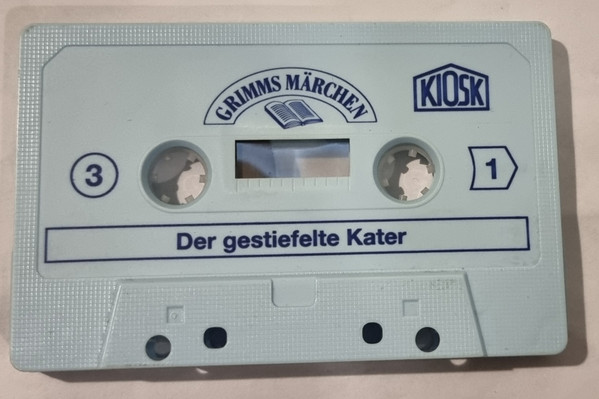 GRIMMS MÄRCHEN
KIOSK
3
1
Der gestiefelte Kater